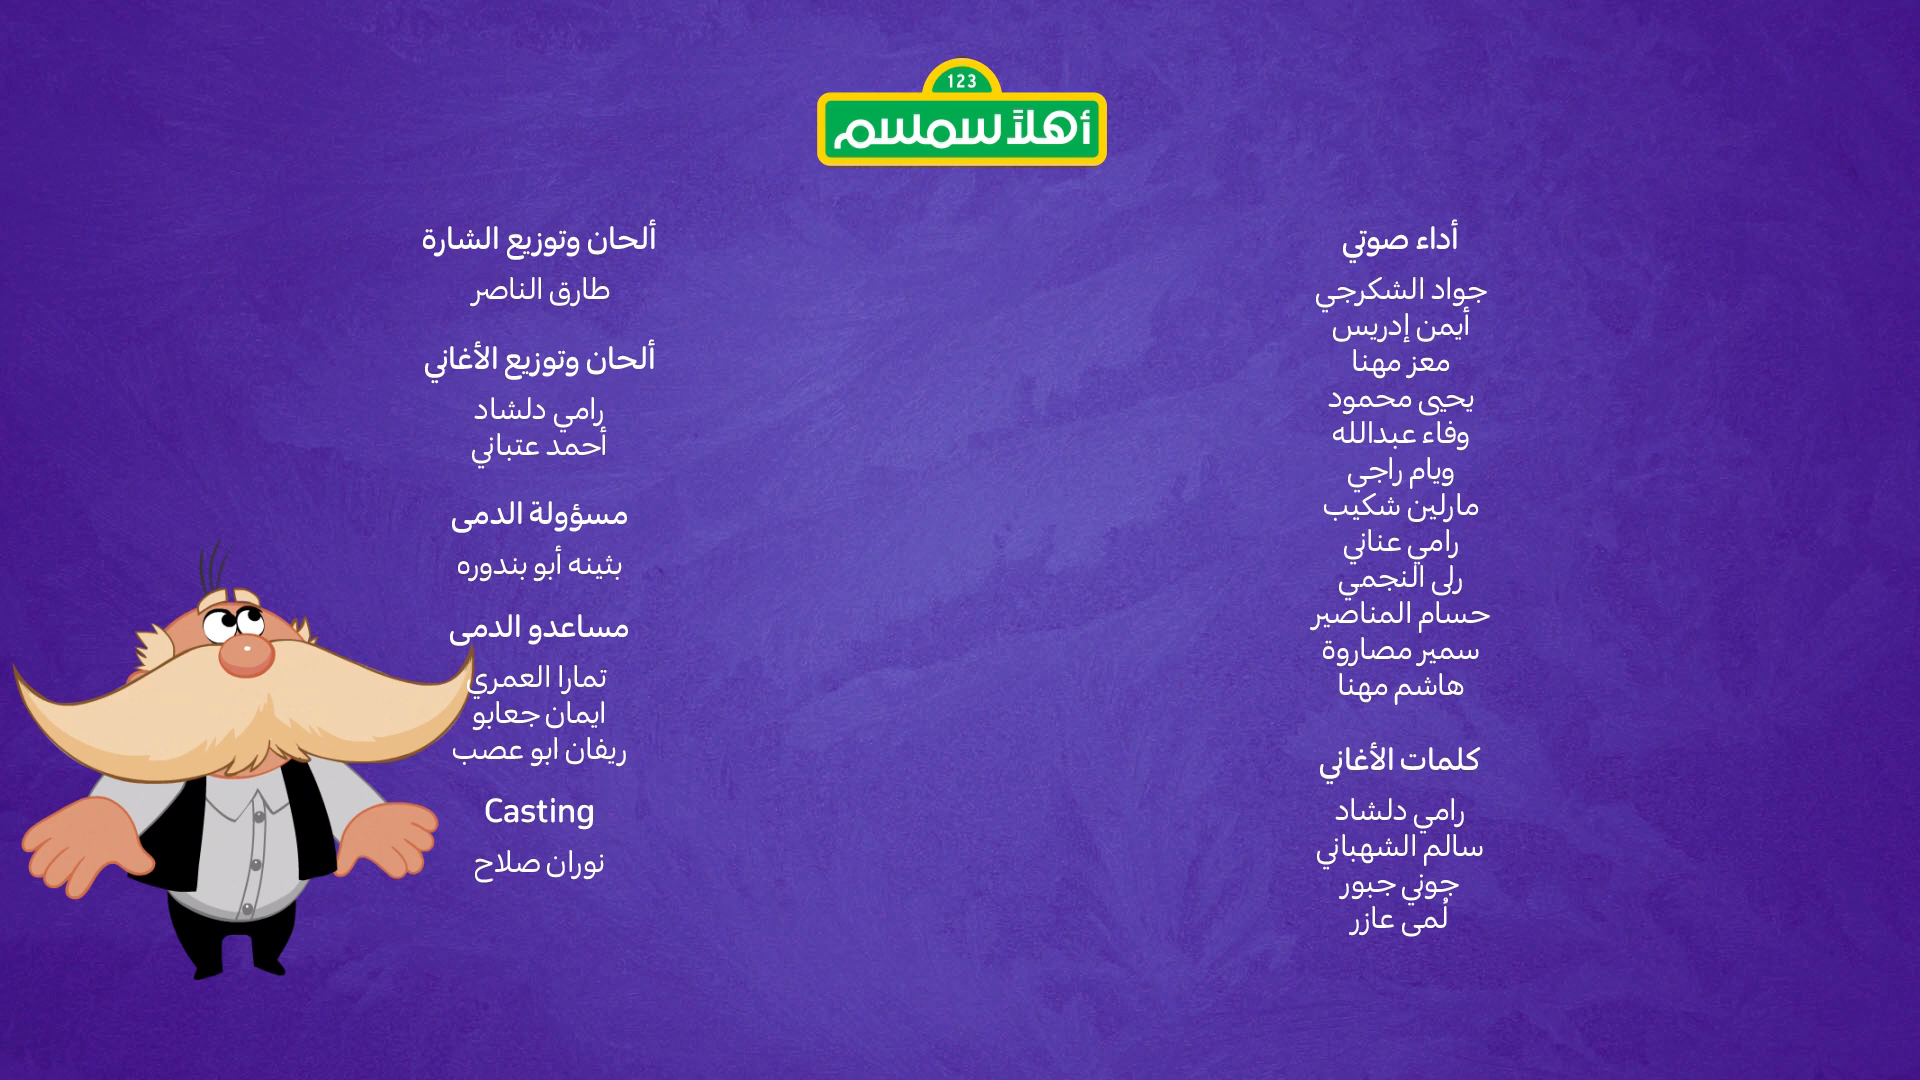 123
أهلاً سمسم
أداء صوتي
جواد الشكرجي
أيمن إدريس
معز مهنا
يحيى محمود
وفاء عبدالله
ويام راجي
مارلين شكيب
رامي عناني
رلى النجمي
حسام المناصير
سمير مصاروة
هاشم مهنا
كلمات الأغاني
رامي دلشاد
سالم الشهباني
جوني جبور
لُمى عازر
ألحان وتوزيع الشارة
طارق الناصر
ألحان وتوزيع الأغاني
رامي دلشاد
أحمد عتباني
مسؤولة الدمى
بثينه أبو بندوره
مساعدو الدمى
تمارا العمري
ايمان جعابو
ريفان ابو عصب
Casting
نوران صلاح